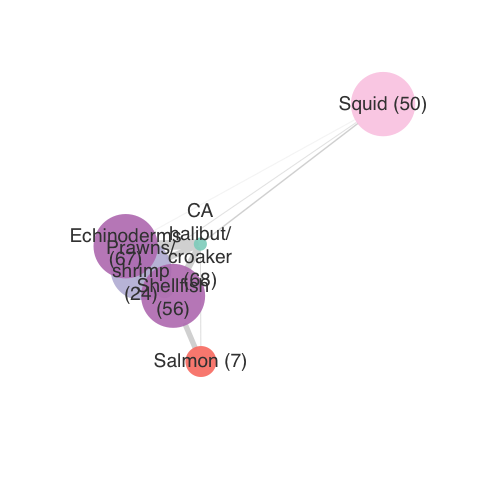 Squid (50)
CA
halibut/
croaker
(68)
Echinoderms
(67)
Prawns/
shrimp
(24)
Shellfish
(56)
Salmon (7)